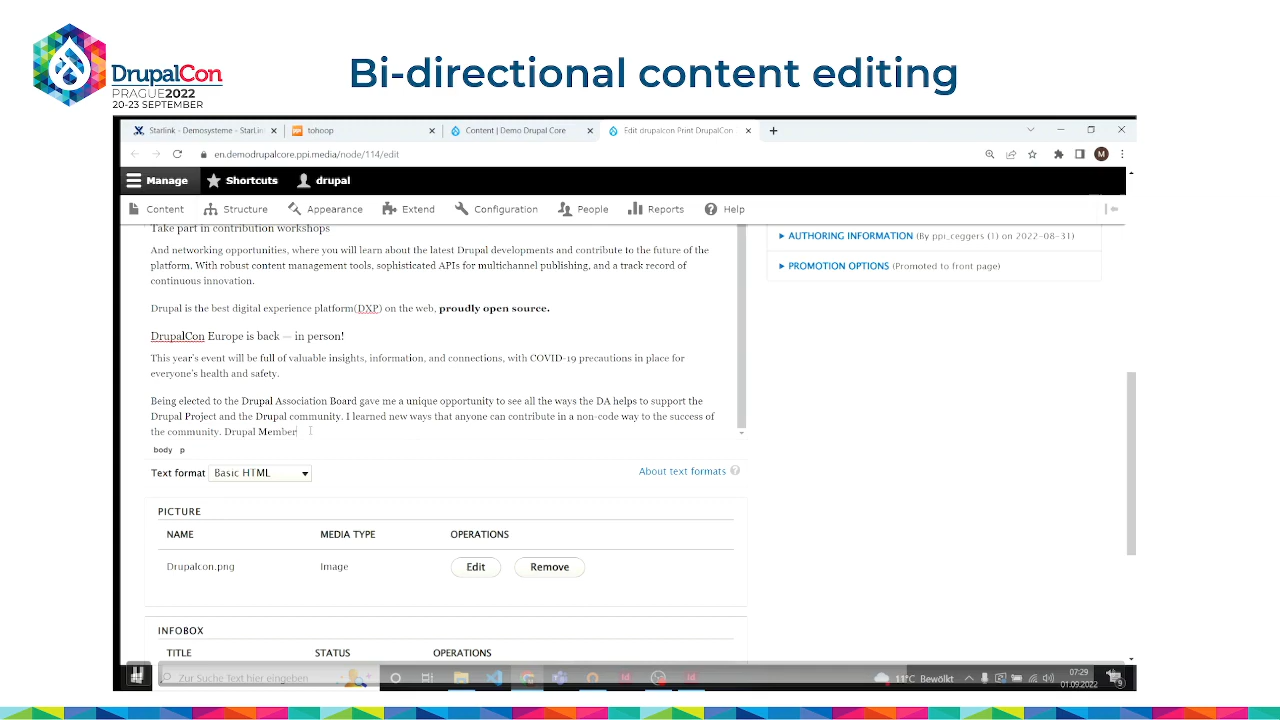 DrupalCon
PRAGUE2022
20-23 SEPTEMBER
Bi-directional content editing
Starlink - Demosysteme - StarLin
tohoop
Content | Demo Drupal Core
Edit drupalcon Print DrupalCon
en.demodrupalcore.ppi.media/node/114/edit
M
Manage
Shortcuts
drupal
Content
Structure
Appearance
Extend
Configuration
People
Reports
Help
Take part in contribution workshops
And networking opportunities, where you will learn about the latest Drupal developments and contribute to the future of the
platform, With robust content management tools, sophisticated APIs for multichannel publishing, and a track record of
continuous innovation.
Drupal is the best digital experience platform(DXP) on the web, proudly open source.
DrupalCon Europe is back — in person!
This year's event will be full of valuable insights, information, and connections, with COVID-19 precautions in place for
everyone's health and safety.
Being elected to the Drupal Association Board gave me a unique opportunity to see all the ways the DA helps to support the
Drupal Project and the Drupal community. I learned new ways that anyone can contribute in a non-code way to the success of
the community. Drupal Member
body p
Text format Basic HTML
About text formats
PICTURE
NAME MEDIA TYPE OPERATIONS
Drupalcon.png Image Edit Remove
INFOBOX
TITLE STATUS OPERATIONS
AUTHORING INFORMATION (By ppi_ceggers (1) on 2022-08-31)
PROMOTION OPTIONS (Promoted to front page)
Zur Suche Text hier eingeben
11°C Bewölkt
07:29
01.09.2022
9